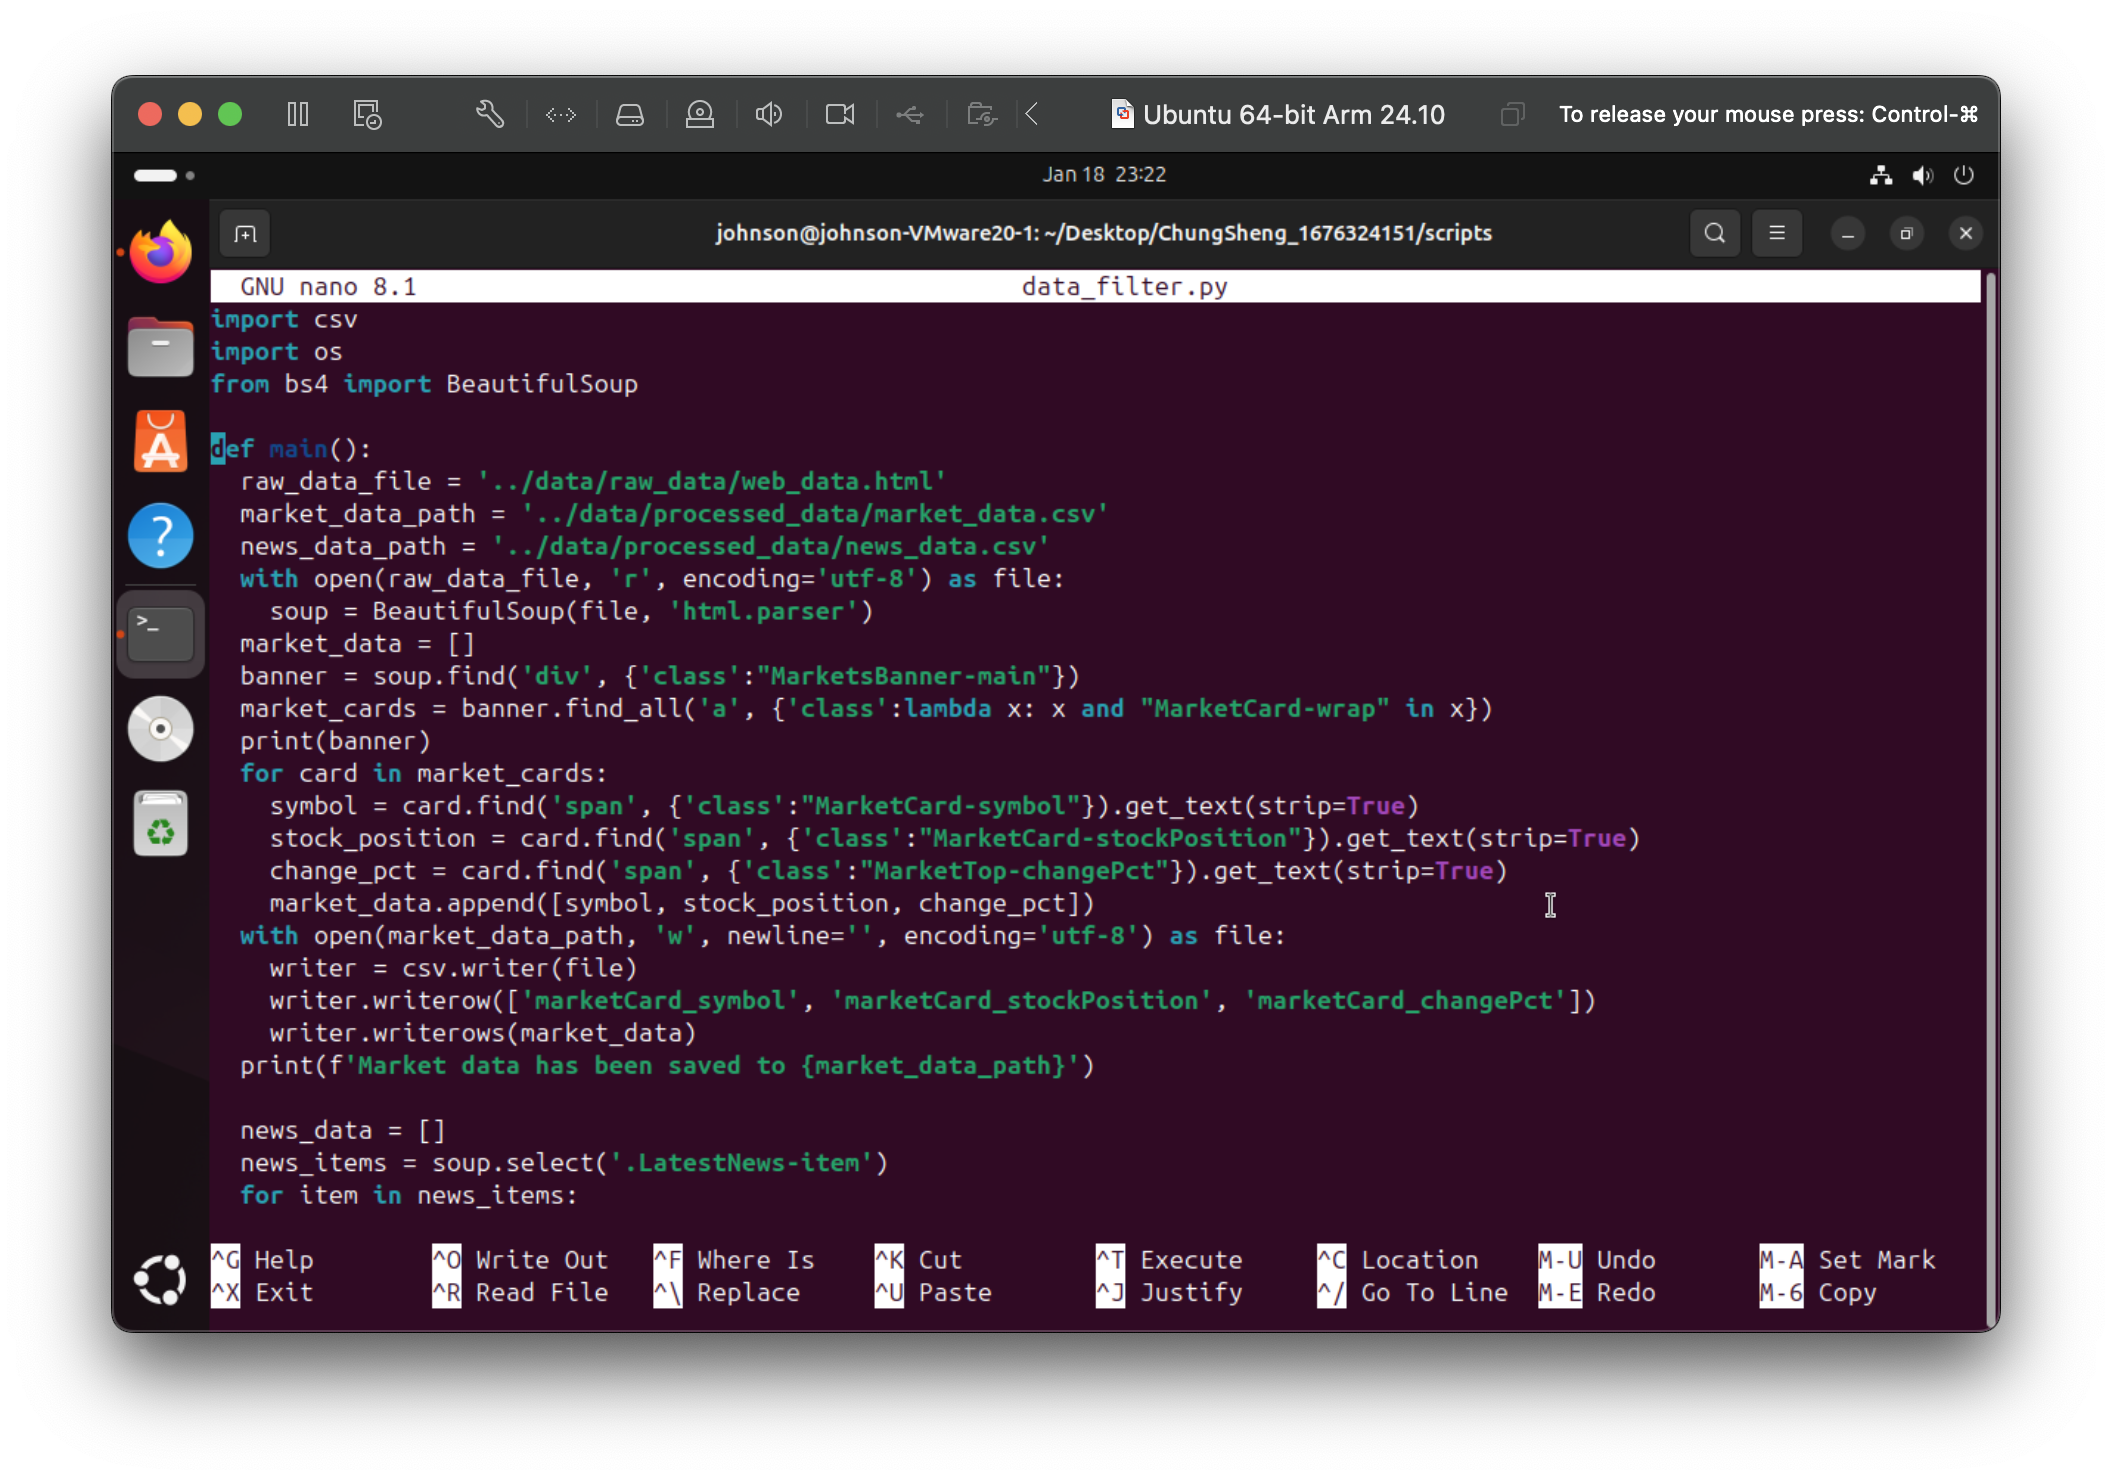 Ubuntu 64-bit Arm 24.10
To release your mouse press: Control-⌘
Jan 18 23:22
johnson@johnson-VMware20-1: ~/Desktop/ChungSheng_1676324151/scripts
GNU nano 8.1 data_filter.py
import csv
import os
from bs4 import BeautifulSoup

def main():
  raw_data_file = '../data/raw_data/web_data.html'
  market_data_path = '../data/processed_data/market_data.csv'
  news_data_path = '../data/processed_data/news_data.csv'
  with open(raw_data_file, 'r', encoding='utf-8') as file:
    soup = BeautifulSoup(file, 'html.parser')
  market_data = []
  banner = soup.find('div', {'class':"MarketsBanner-main"})
  market_cards = banner.find_all('a', {'class':lambda x: x and "MarketCard-wrap" in x})
  print(banner)
  for card in market_cards:
    symbol = card.find('span', {'class':"MarketCard-symbol"}).get_text(strip=True)
    stock_position = card.find('span', {'class':"MarketCard-stockPosition"}).get_text(strip=True)
    change_pct = card.find('span', {'class':"MarketTop-changePct"}).get_text(strip=True)
    market_data.append([symbol, stock_position, change_pct])
  with open(market_data_path, 'w', newline='', encoding='utf-8') as file:
    writer = csv.writer(file)
    writer.writerow(['marketCard_symbol', 'marketCard_stockPosition', 'marketCard_changePct'])
    writer.writerows(market_data)
  print(f'Market data has been saved to {market_data_path}')

  news_data = []
  news_items = soup.select('.LatestNews-item')
  for item in news_items:
^G Help ^O Write Out ^F Where Is ^K Cut ^T Execute ^C Location M-U Undo M-A Set Mark
^X Exit ^R Read File ^\ Replace ^U Paste ^J Justify ^/ Go To Line M-E Redo M-6 Copy